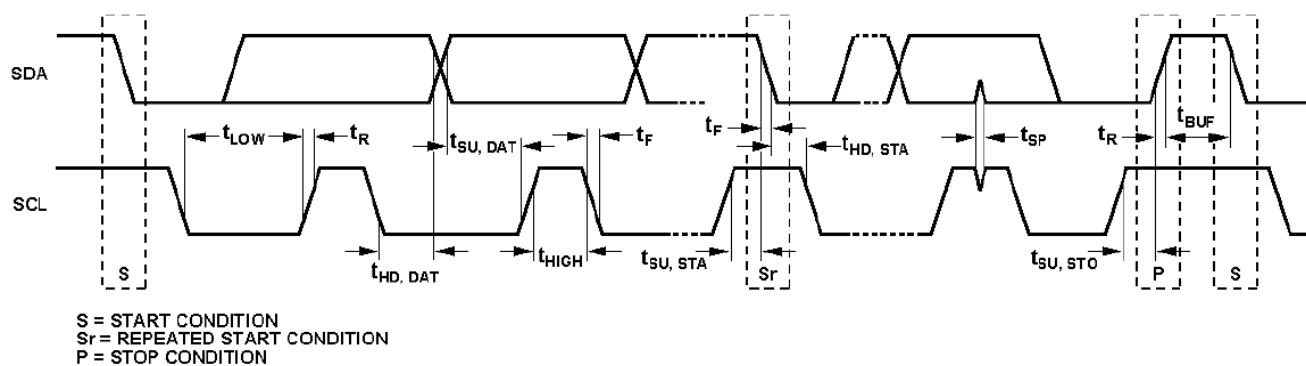 SDA
tLOW
tR
tSU, DAT
tF
tF
tHD, STA
tSP
tR
tBUF
SCL
tHD, DAT
tHIGH
tSU, STA
tSU, STO
S
Sr
P
S
S = START CONDITION
Sr = REPEATED START CONDITION
P = STOP CONDITION